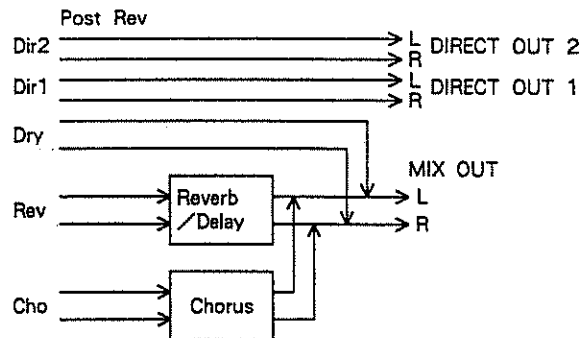 Post Rev
Dir2
L
R
DIRECT OUT 2
Dir1
L
R
DIRECT OUT 1
Dry
MIX OUT
Rev
Reverb
/Delay
L
R
Cho
Chorus